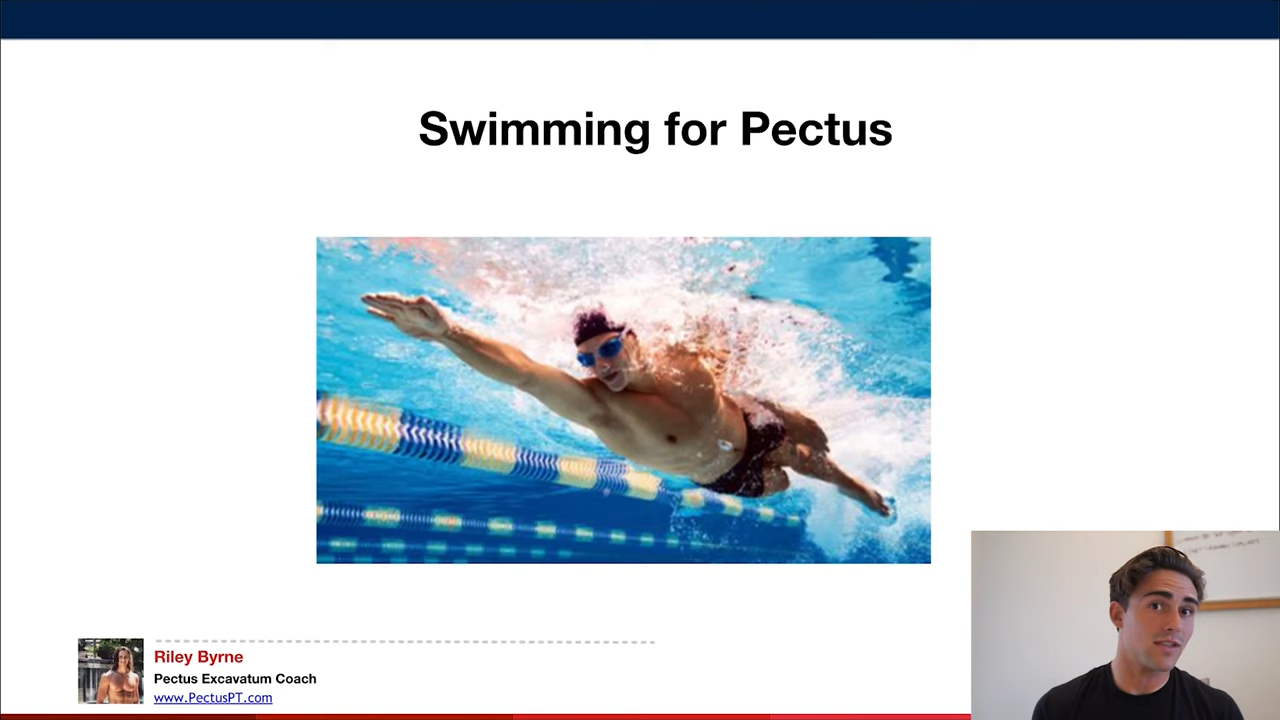 Swimming for Pectus
Riley Byrne
Pectus Excavatum Coach
www.PectusPT.com